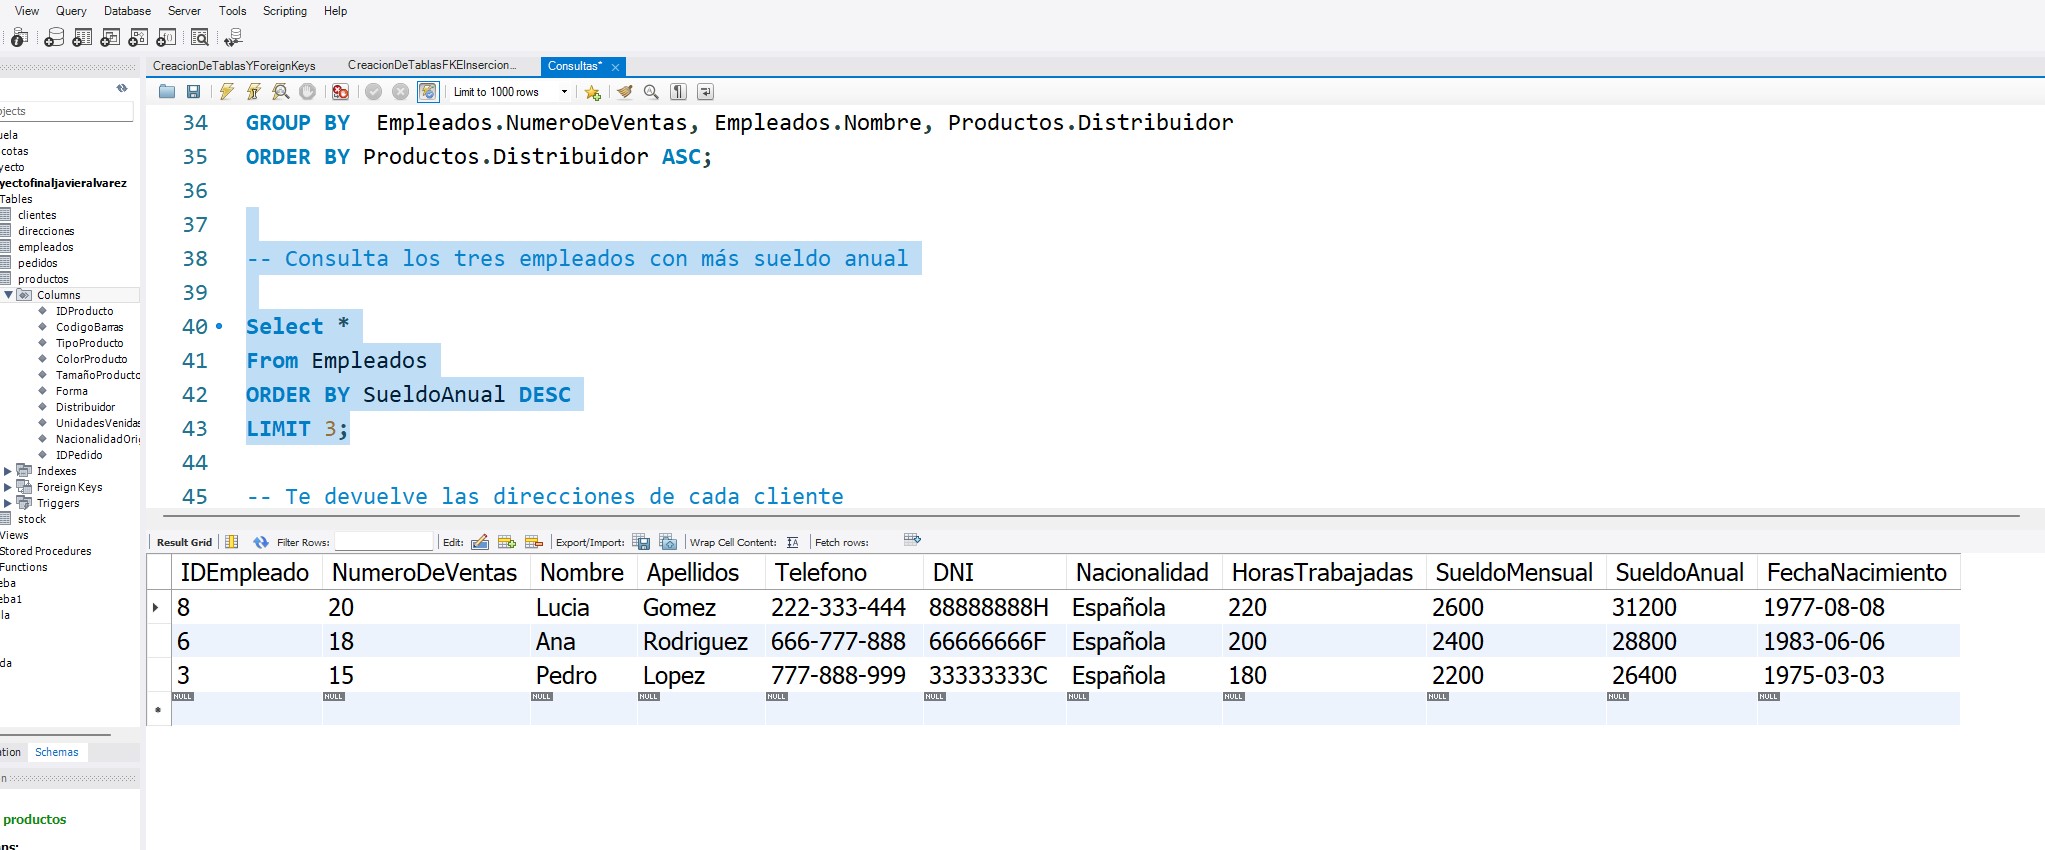 View Query Database Server Tools Scripting Help
CreacionDeTablasYForeignKeys CreacionDeTablasFKEInsercion... Consultas* ×
Limit to 1000 rows
34 GROUP BY  Empleados.NumeroDeVentas, Empleados.Nombre, Productos.Distribuidor
35 ORDER BY Productos.Distribuidor ASC;
36
37
38 -- Consulta los tres empleados con más sueldo anual
39
40 Select *
41 From Empleados
42 ORDER BY SueldoAnual DESC
43 LIMIT 3;
44
45 -- Te devuelve las direcciones de cada cliente
jects
uela
cotas
yecto
yectofinaljavieralvarez
Tables
clientes
direcciones
empleados
pedidos
productos
Columns
IDProducto
CodigoBarras
TipoProducto
ColorProducto
TamañoProducto
Forma
Distribuidor
UnidadesVenidas
NacionalidadOri
IDPedido
Indexes
Foreign Keys
Triggers
stock
Views
Stored Procedures
Functions
eba
eba1
la
da
ation Schemas
n
productos
ns:
Result Grid Filter Rows: Edit: Export/Import: Wrap Cell Content: Fetch rows:
IDEmpleado NumeroDeVentas Nombre Apellidos Telefono DNI Nacionalidad HorasTrabajadas SueldoMensual SueldoAnual FechaNacimiento
8 20 Lucia Gomez 222-333-444 88888888H Española 220 2600 31200 1977-08-08
6 18 Ana Rodriguez 666-777-888 66666666F Española 200 2400 28800 1983-06-06
3 15 Pedro Lopez 777-888-999 33333333C Española 180 2200 26400 1975-03-03
NULL NULL NULL NULL NULL NULL NULL NULL NULL NULL NULL